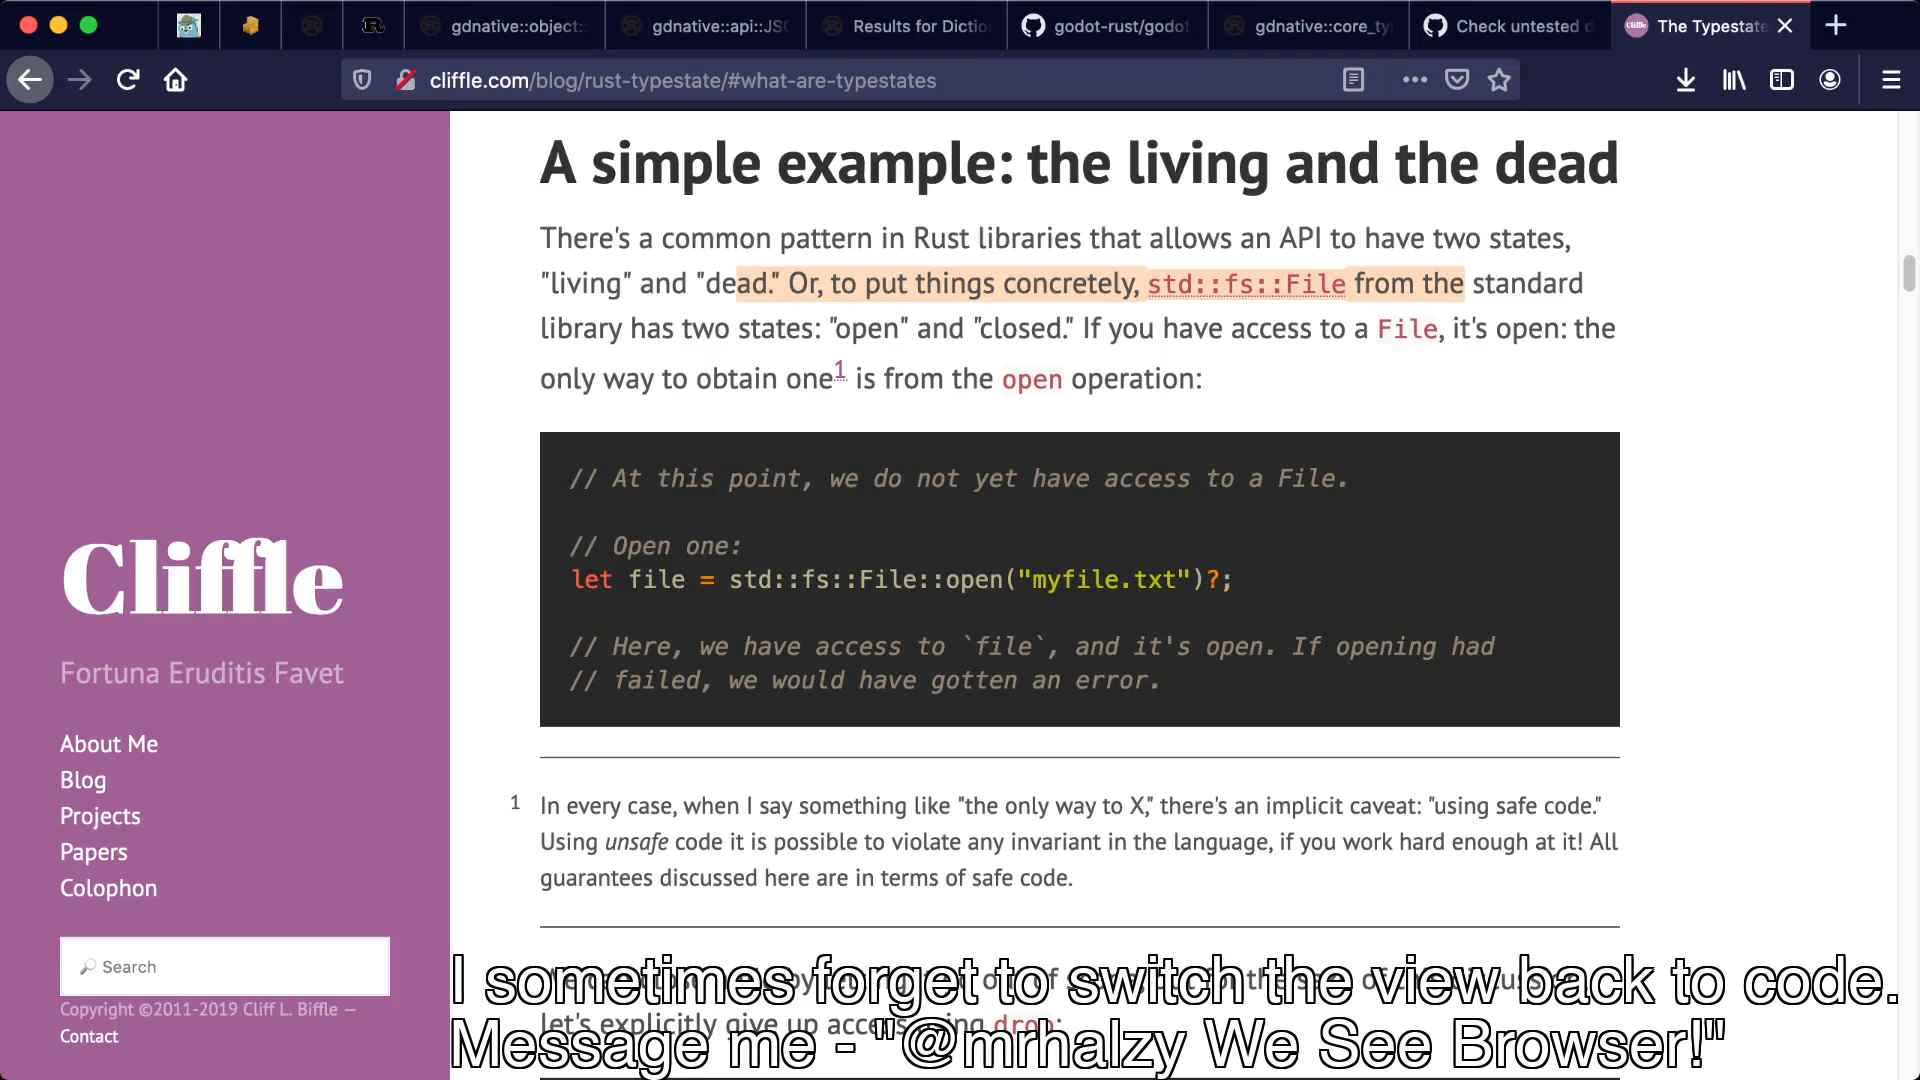 gdnative::object:
gdnative::api::JSO
Results for Dictio
godot-rust/godot
gdnative::core_ty
Check untested d
Cliffle
The Typestate
cliffle.com/blog/rust-typestate/#what-are-typestates
A simple example: the living and the dead
There's a common pattern in Rust libraries that allows an API to have two states,
"living" and "dead." Or, to put things concretely, std::fs::File from the standard
library has two states: "open" and "closed." If you have access to a File, it's open: the
only way to obtain one1 is from the open operation:
// At this point, we do not yet have access to a File.
// Open one:
let file = std::fs::File::open("myfile.txt")?;
// Here, we have access to `file`, and it's open. If opening had
// failed, we would have gotten an error.
1 In every case, when I say something like "the only way to X," there's an implicit caveat: "using safe code."
Using unsafe code it is possible to violate any invariant in the language, if you work hard enough at it! All
guarantees discussed here are in terms of safe code.
let's explicitly give up access using drop:
Cliffle
Fortuna Eruditis Favet
About Me
Blog
Projects
Papers
Colophon
Search
Copyright ©2011-2019 Cliff L. Biffle —
Contact
I sometimes forget to switch the view back to code.
Message me - "@mrhalzy We See Browser!"